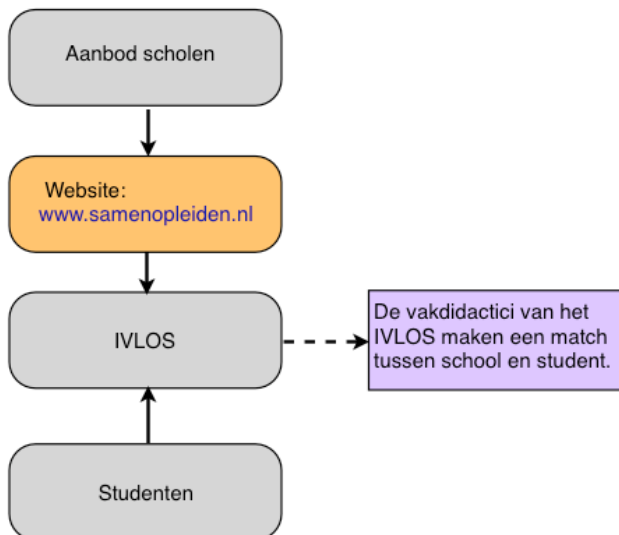 Aanbod scholen
Website:
www.samenopleiden.nl
IVLOS
De vakdidactici van het
IVLOS maken een match
tussen school en student.
Studenten